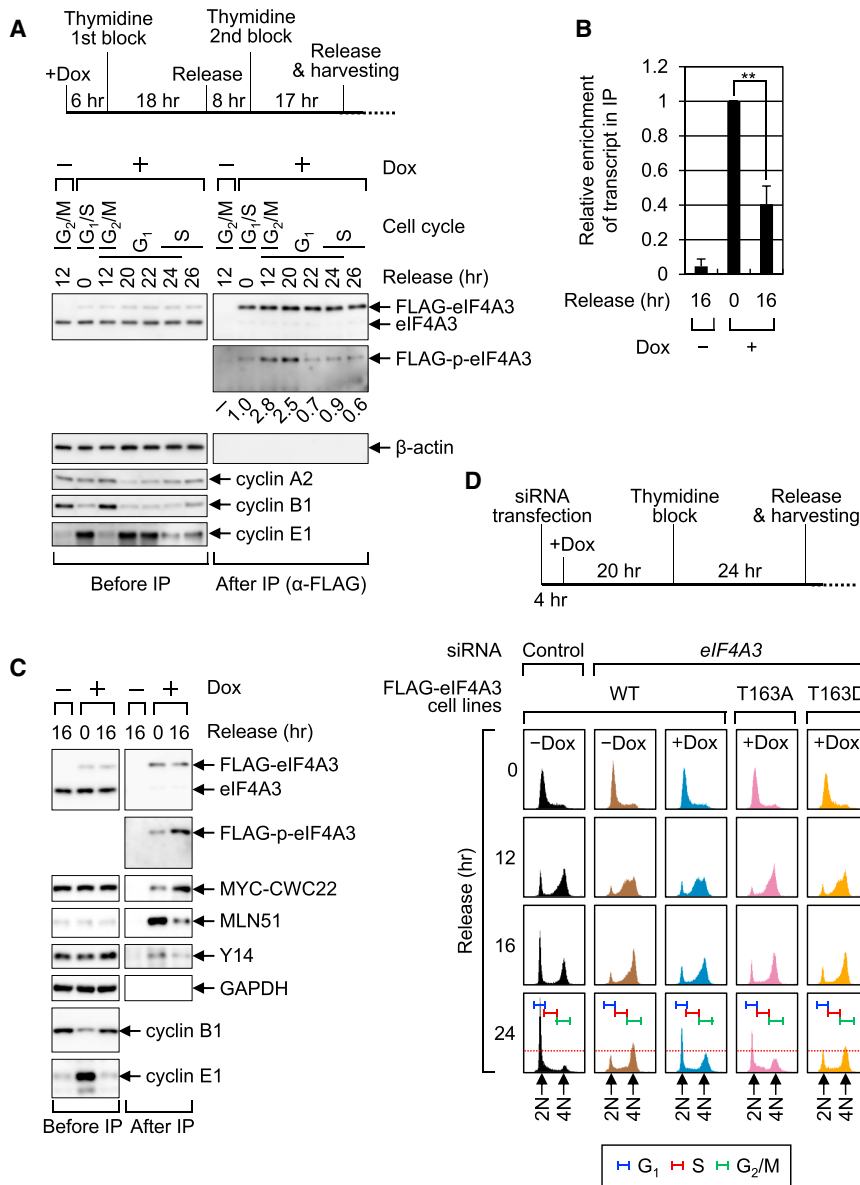 A
Thymidine 1st block
Thymidine 2nd block
Release & harvesting
+Dox
Release
6 hr
18 hr
8 hr
17 hr
− + − + Dox
G2/M G1/S G2/M G1 S G2/M G1/S G2/M G1 S Cell cycle
12 0 12 20 22 24 26 12 0 12 20 22 24 26 Release (hr)
FLAG-eIF4A3
eIF4A3
FLAG-p-eIF4A3
− 1.0 2.8 2.5 0.7 0.9 0.6
β-actin
cyclin A2
cyclin B1
cyclin E1
Before IP
After IP (α-FLAG)
B
Relative enrichment of transcript in IP
1.2
1
0.8
0.6
0.4
0.2
0
**
Release (hr) 16 0 16
Dox − +
C
− + − + Dox
16 0 16 16 0 16 Release (hr)
FLAG-eIF4A3
eIF4A3
FLAG-p-eIF4A3
MYC-CWC22
MLN51
Y14
GAPDH
cyclin B1
cyclin E1
Before IP
After IP
D
siRNA transfection
Thymidine block
Release & harvesting
+Dox
20 hr
24 hr
4 hr
siRNA Control eIF4A3
FLAG-eIF4A3 cell lines
WT T163A T163D
−Dox −Dox +Dox +Dox +Dox
Release (hr)
0
12
16
24
2N 4N 2N 4N 2N 4N 2N 4N 2N 4N
G1 S G2/M